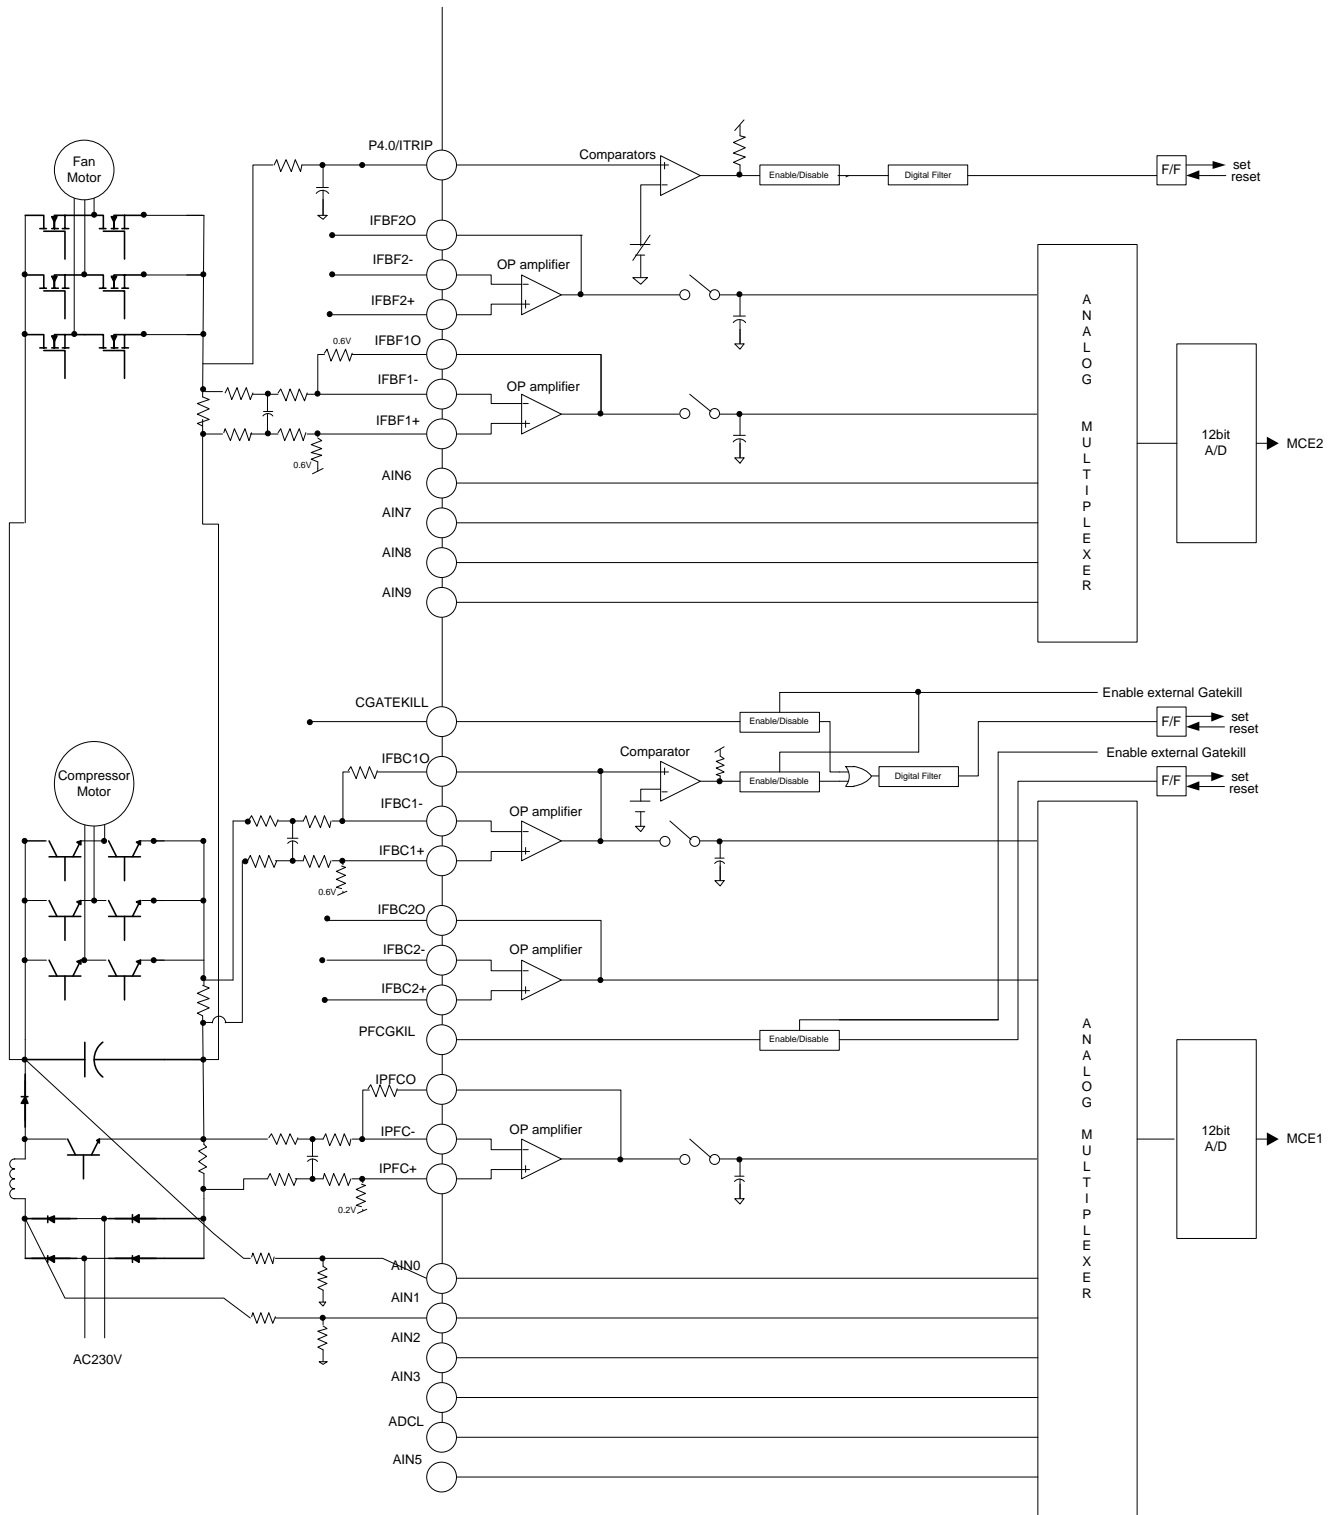 P4.0/ITRIP
Comparators
Enable/Disable
Digital Filter
F/F
set
reset
Fan
Motor
IFBF2O
IFBF2-
OP amplifier
IFBF2+
IFBF1O
0.6V
IFBF1-
OP amplifier
IFBF1+
0.6V
AIN6
AIN7
AIN8
AIN9
ANALOG MULTIPLEXER
12bit
A/D
MCE2
CGATEKILL
Enable/Disable
Enable external Gatekill
F/F
set
reset
Compressor
Motor
IFBC1O
Comparator
Enable/Disable
Digital Filter
Enable external Gatekill
F/F
set
reset
IFBC1-
OP amplifier
IFBC1+
0.6V
IFBC2O
IFBC2-
OP amplifier
IFBC2+
PFCGKIL
Enable/Disable
IPFCO
IPFC-
OP amplifier
IPFC+
0.2V
ANALOG MULTIPLEXER
12bit
A/D
MCE1
AIN0
AIN1
AIN2
AC230V
AIN3
ADCL
AIN5